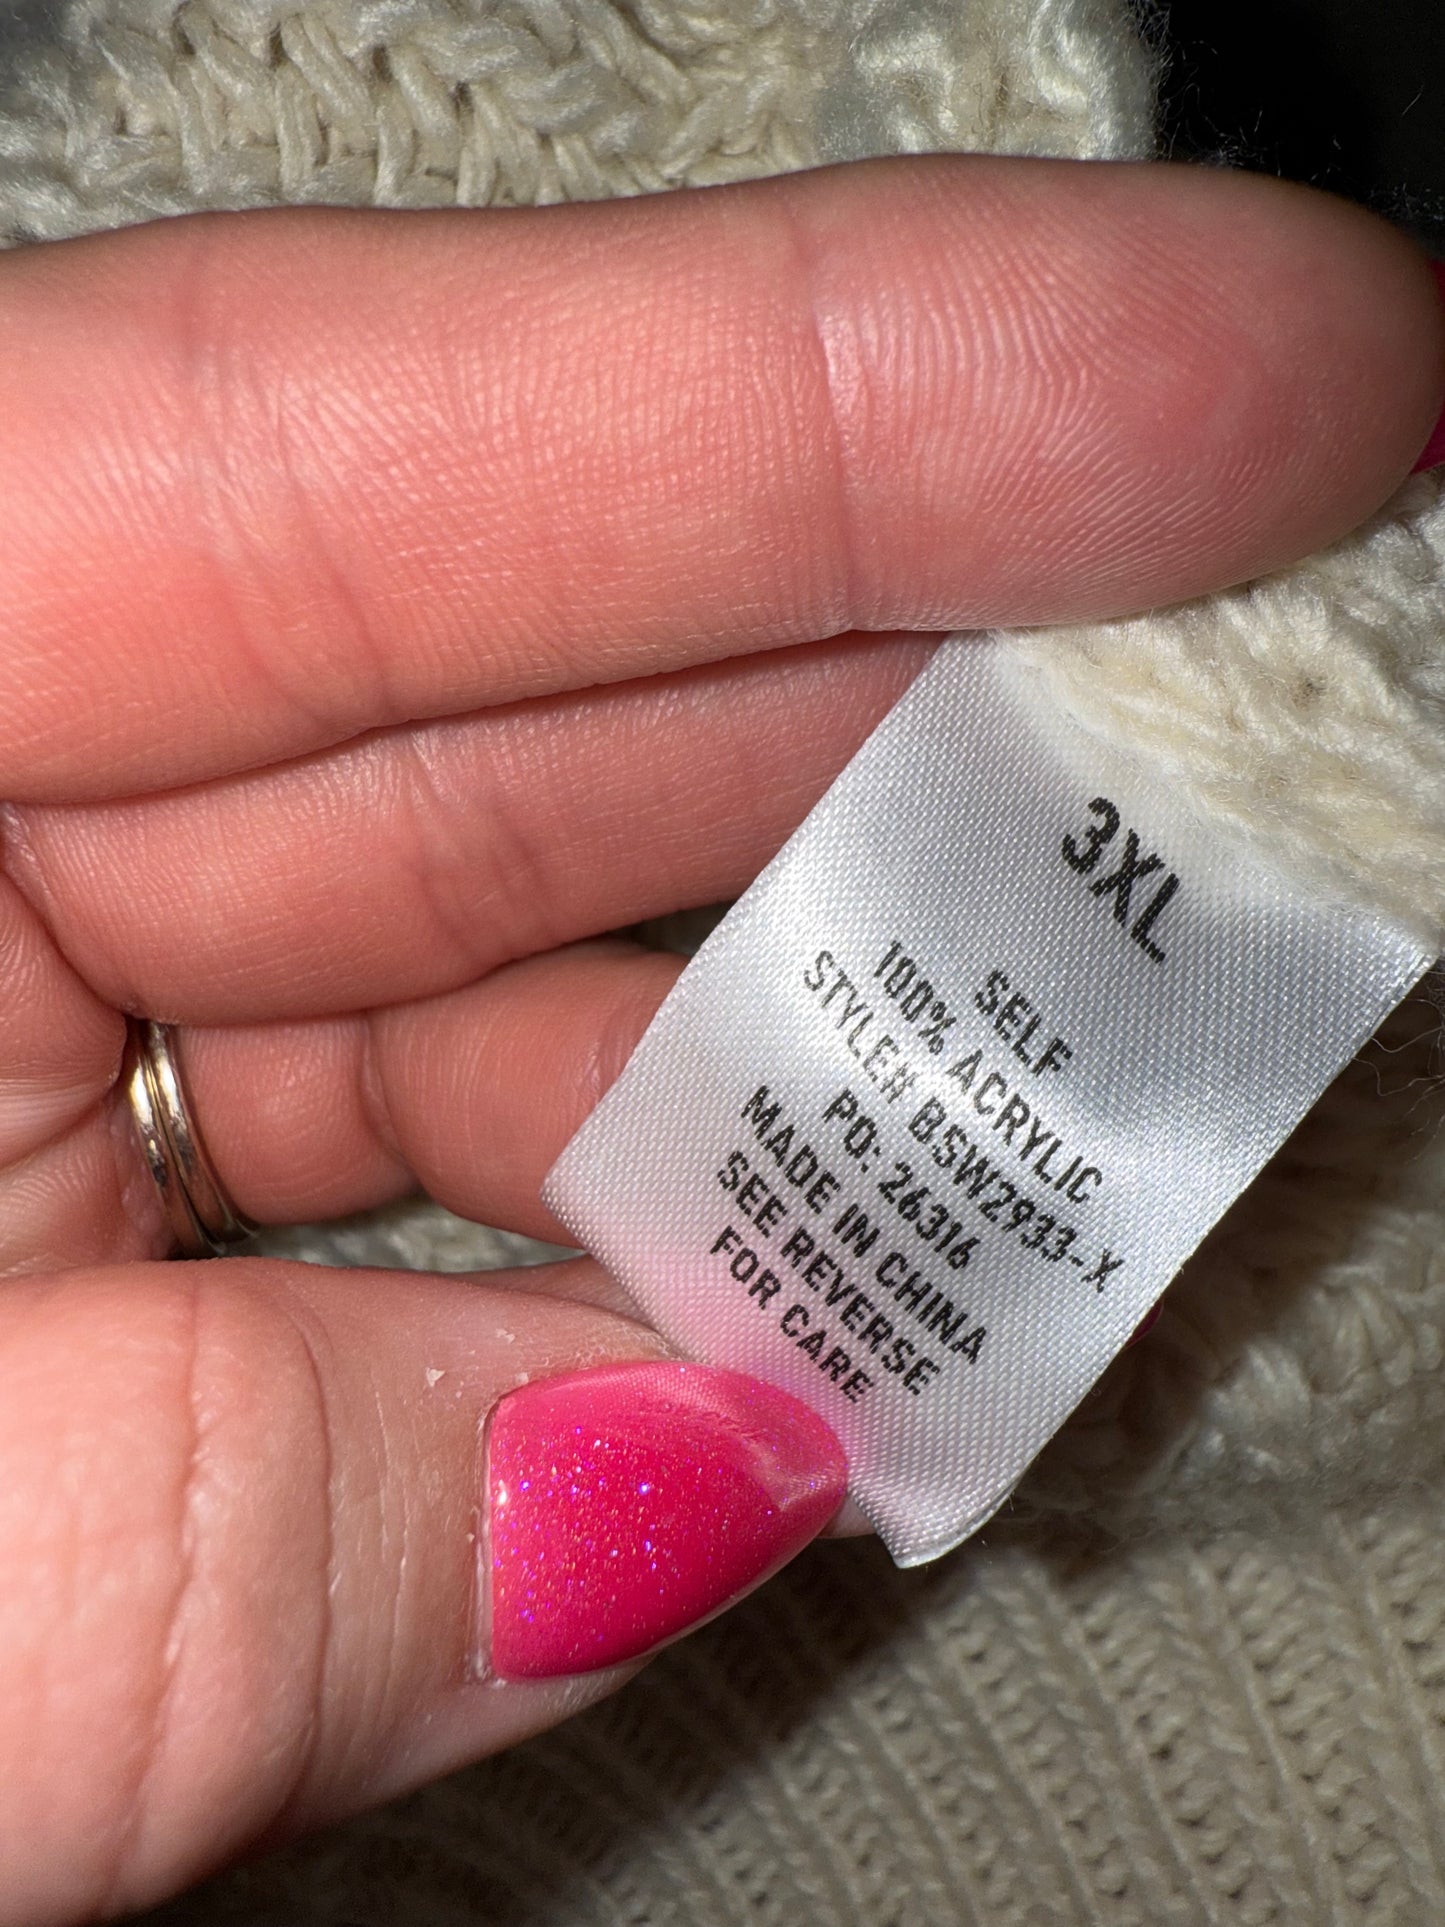 3XL
SELF
100% ACRYLIC
STYLE# BSW2933-X
PO: 26316
MADE IN CHINA
SEE REVERSE
FOR CARE